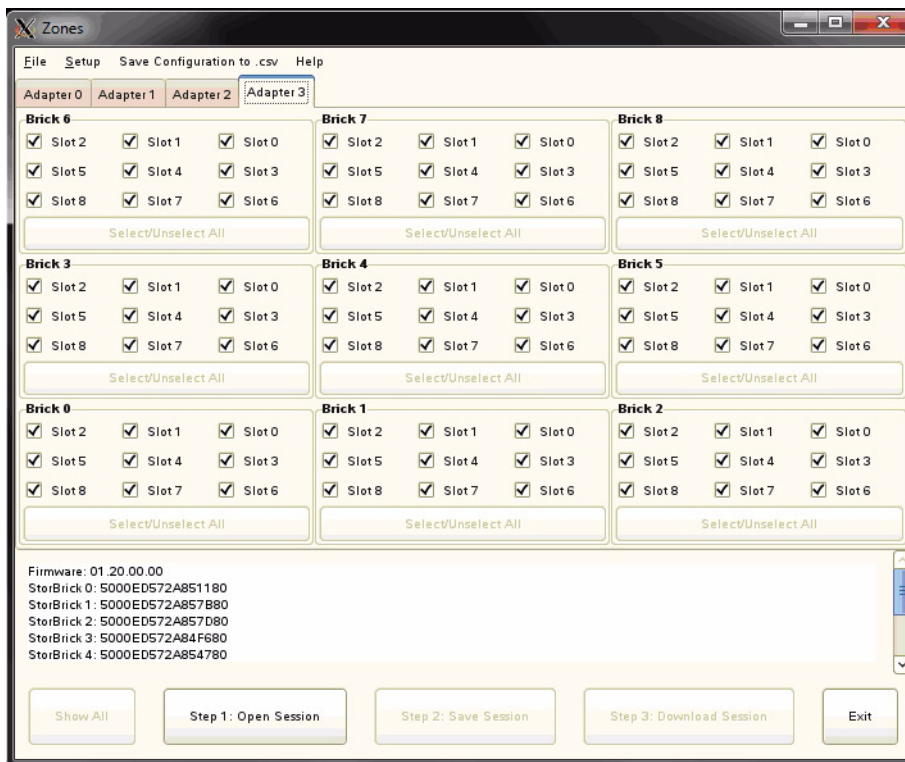 Zones
File Setup Save Configuration to .csv Help
Adapter 0 Adapter 1 Adapter 2 Adapter 3
Brick 6 Brick 7 Brick 8
Slot 2 Slot 1 Slot 0 Slot 2 Slot 1 Slot 0 Slot 2 Slot 1 Slot 0
Slot 5 Slot 4 Slot 3 Slot 5 Slot 4 Slot 3 Slot 5 Slot 4 Slot 3
Slot 8 Slot 7 Slot 6 Slot 8 Slot 7 Slot 6 Slot 8 Slot 7 Slot 6
Select/Unselect All Select/Unselect All Select/Unselect All
Brick 3 Brick 4 Brick 5
Slot 2 Slot 1 Slot 0 Slot 2 Slot 1 Slot 0 Slot 2 Slot 1 Slot 0
Slot 5 Slot 4 Slot 3 Slot 5 Slot 4 Slot 3 Slot 5 Slot 4 Slot 3
Slot 8 Slot 7 Slot 6 Slot 8 Slot 7 Slot 6 Slot 8 Slot 7 Slot 6
Select/Unselect All Select/Unselect All Select/Unselect All
Brick 0 Brick 1 Brick 2
Slot 2 Slot 1 Slot 0 Slot 2 Slot 1 Slot 0 Slot 2 Slot 1 Slot 0
Slot 5 Slot 4 Slot 3 Slot 5 Slot 4 Slot 3 Slot 5 Slot 4 Slot 3
Slot 8 Slot 7 Slot 6 Slot 8 Slot 7 Slot 6 Slot 8 Slot 7 Slot 6
Select/Unselect All Select/Unselect All Select/Unselect All
Firmware: 01.20.00.00
StorBrick 0: 5000ED572A851180
StorBrick 1: 5000ED572A857B80
StorBrick 2: 5000ED572A857D80
StorBrick 3: 5000ED572A84F680
StorBrick 4: 5000ED572A854780
Show All Step 1: Open Session Step 2: Save Session Step 3: Download Session Exit